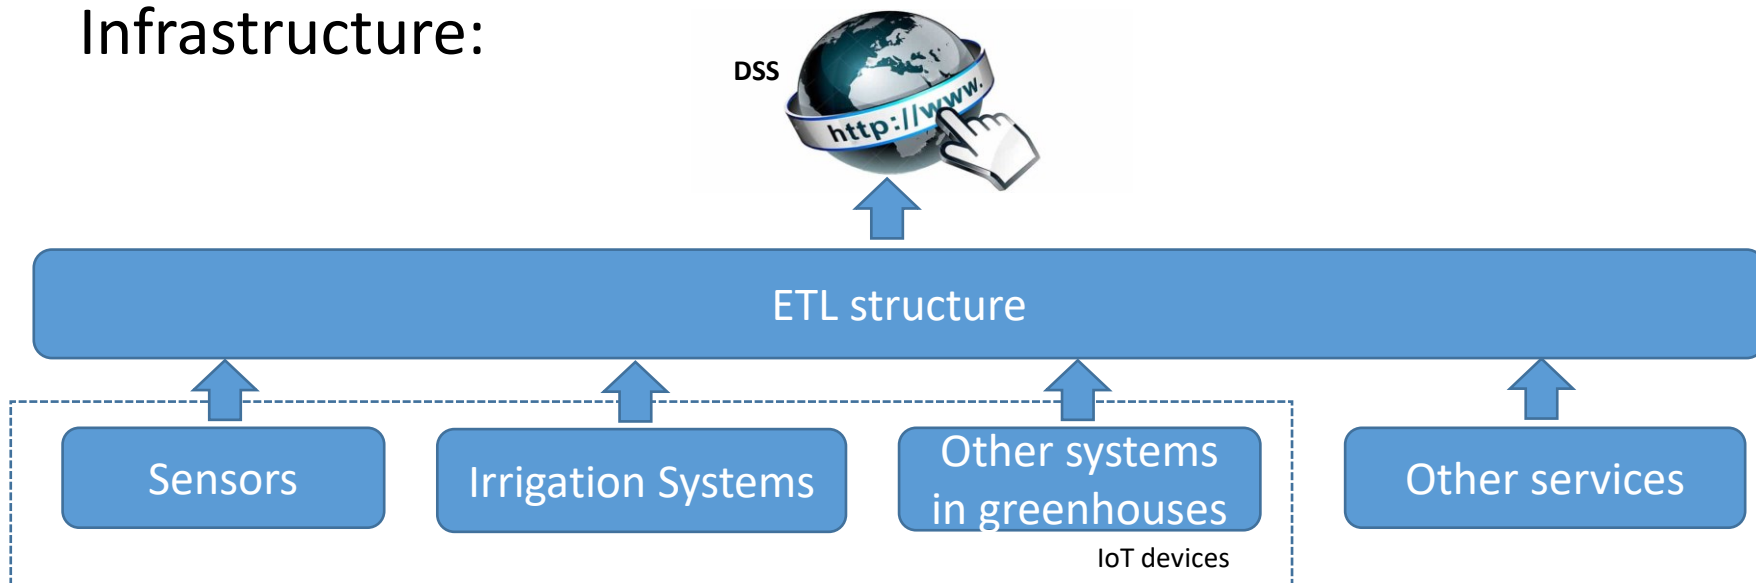 Infrastructure:
DSS
http://www.
ETL structure
Sensors
Irrigation Systems
Other systems
in greenhouses
Other services
IoT devices